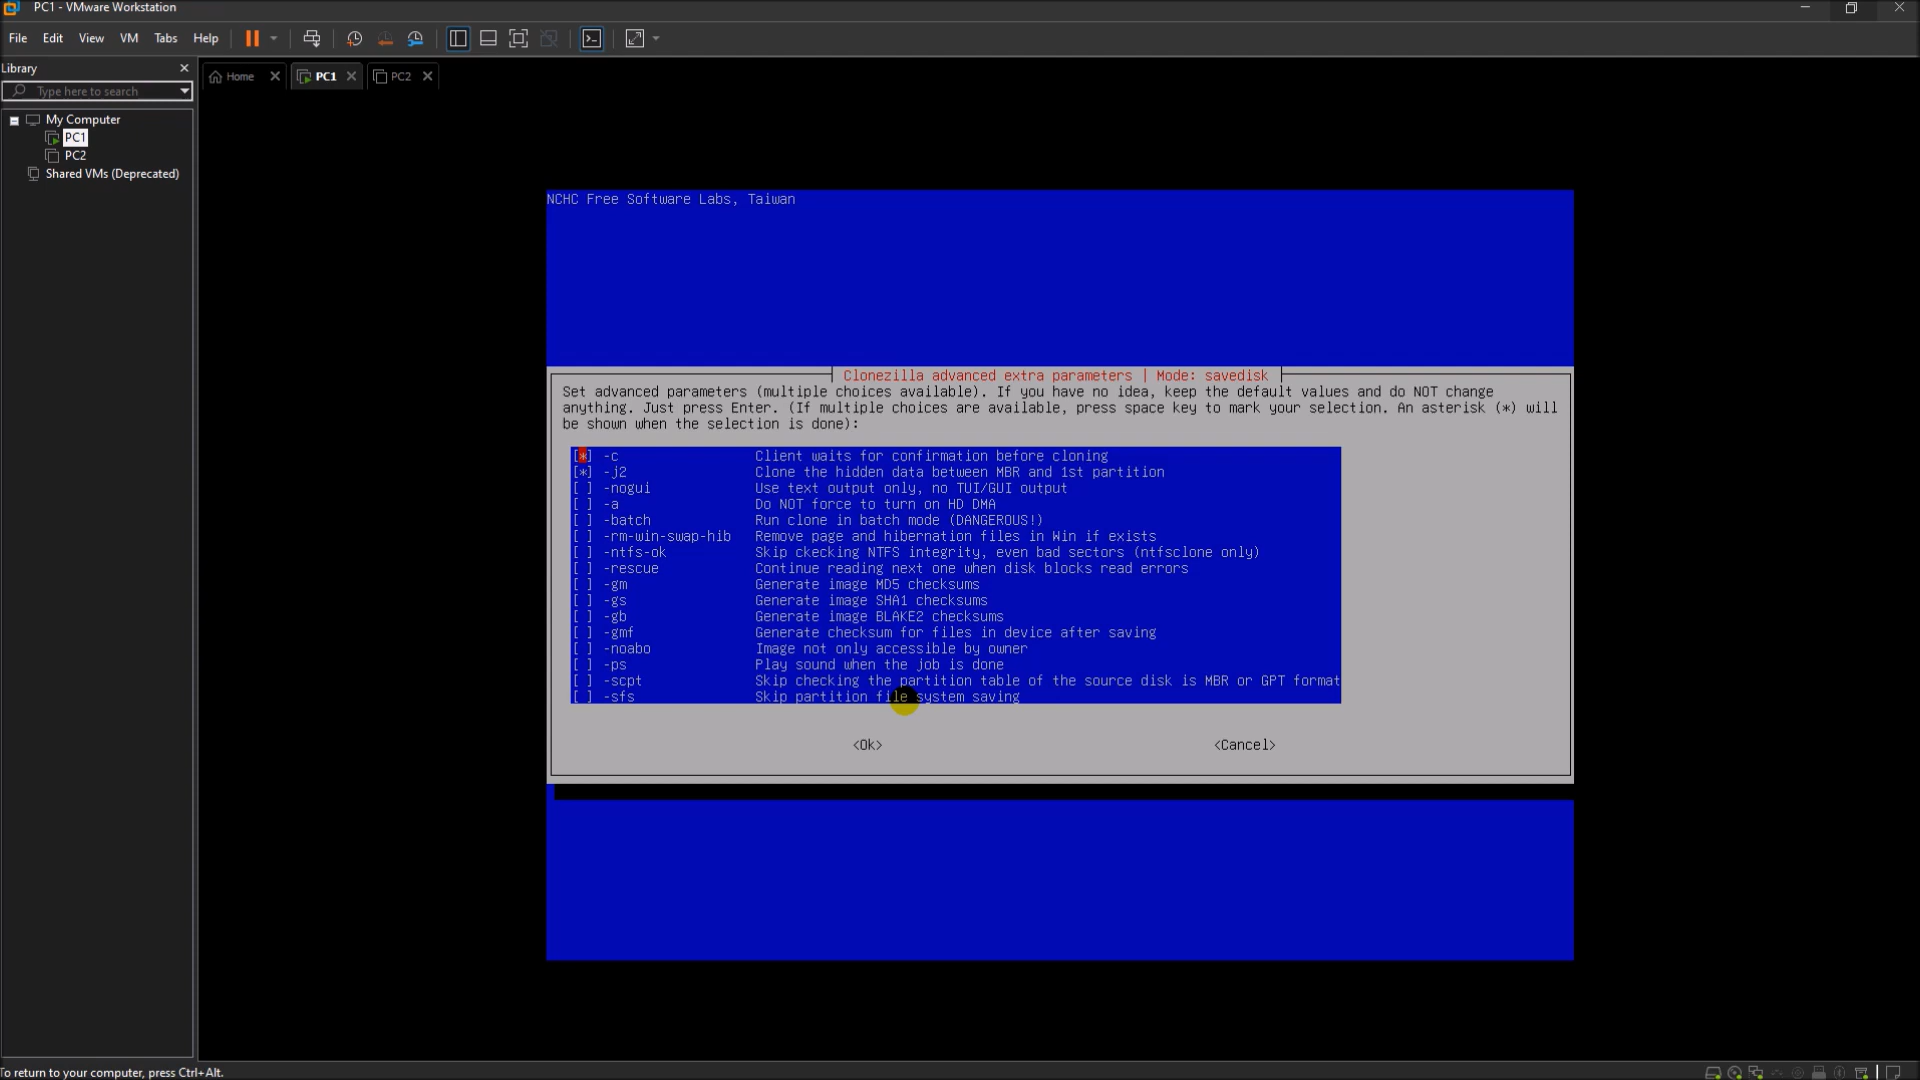 PC1 - VMware Workstation
File Edit View VM Tabs Help
Library
Type here to search
My Computer
PC1
PC2
Shared VMs (Deprecated)
Home PC1 PC2
NCHC Free Software Labs, Taiwan
Clonezilla advanced extra parameters | Mode: savedisk
Set advanced parameters (multiple choices available). If you have no idea, keep the default values and do NOT change
anything. Just press Enter. (If multiple choices are available, press space key to mark your selection. An asterisk (*) will
be shown when the selection is done):
[*] -c Client waits for confirmation before cloning
[*] -j2 Clone the hidden data between MBR and 1st partition
[ ] -nogui Use text output only, no TUI/GUI output
[ ] -a Do NOT force to turn on HD DMA
[ ] -batch Run clone in batch mode (DANGEROUS!)
[ ] -rm-win-swap-hib Remove page and hibernation files in Win if exists
[ ] -ntfs-ok Skip ckecking NTFS integrity, even bad sectors (ntfsclone only)
[ ] -rescue Continue reading next one when disk blocks read errors
[ ] -gm Generate image MD5 checksums
[ ] -gs Generate image SHA1 checksums
[ ] -gb Generate image BLAKE2 checksums
[ ] -gmf Generate checksum for files in device after saving
[ ] -noabo Image not only accessible by owner
[ ] -ps Play sound when the job is done
[ ] -scpt Skip checking the partition table of the source disk is MBR or GPT format
[ ] -sfs Skip partition file system saving
<Ok> <Cancel>
To return to your computer, press Ctrl+Alt.